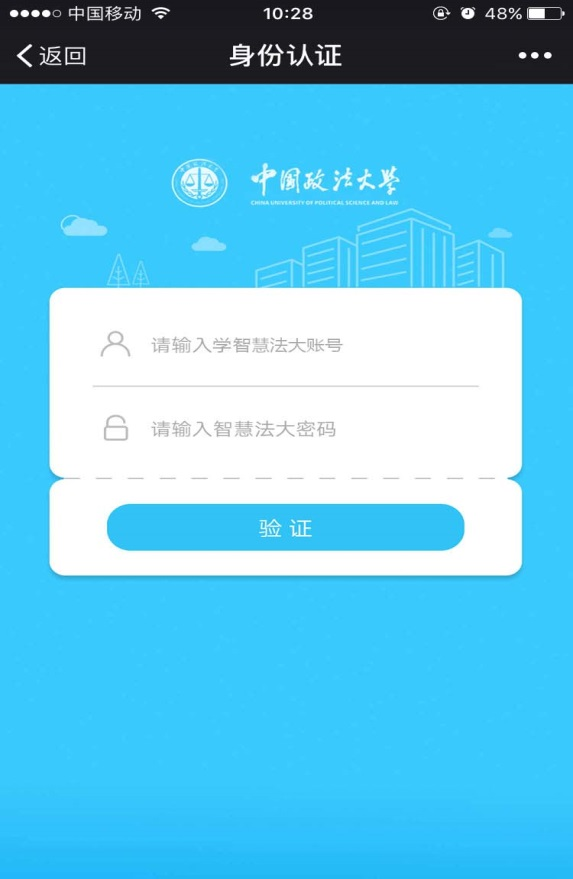 中国移动 10:28 48%
返回 身份认证
中国政法大學
CHINA UNIVERSITY OF POLITICAL SCIENCE AND LAW
请输入学智慧法大账号
请输入智慧法大密码
验证